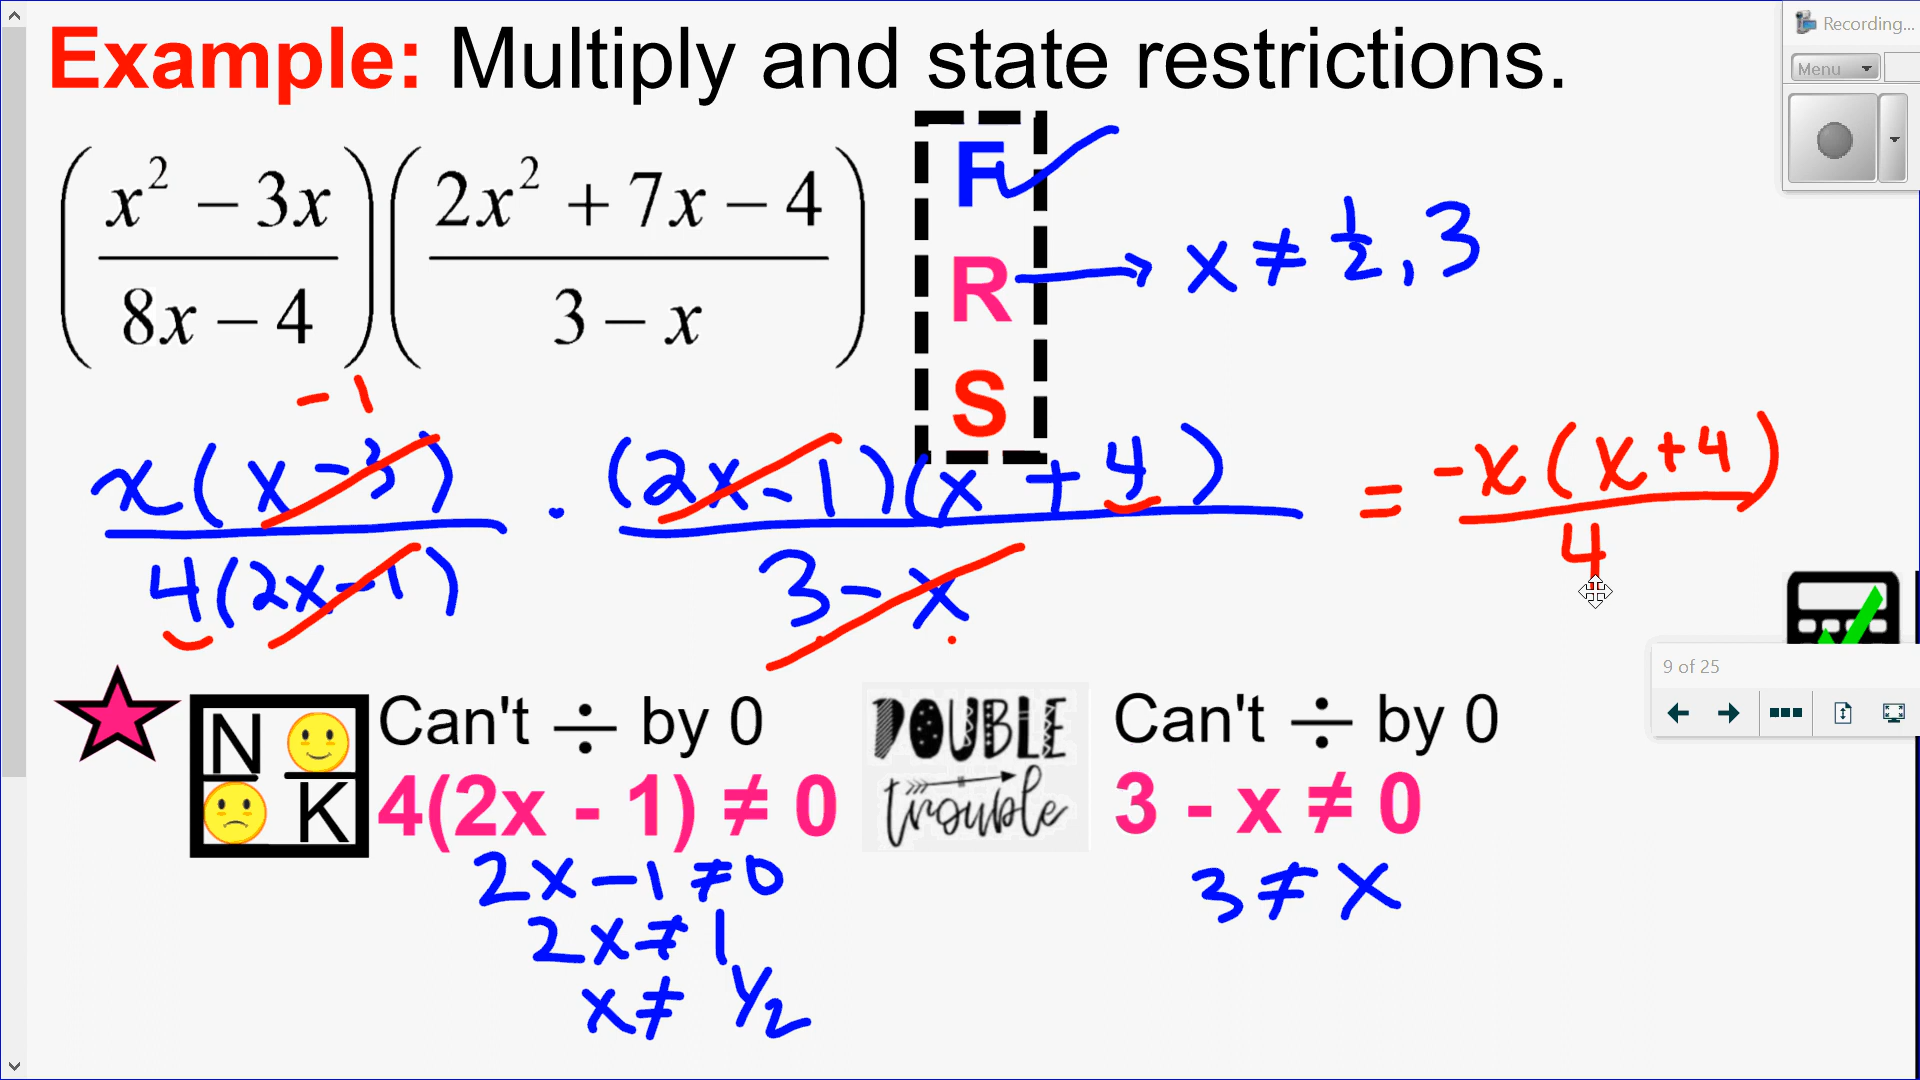 Example: Multiply and state restrictions.
Recording...
Menu
(x² − 3x / 8x − 4)(2x² + 7x − 4 / 3 − x)
F
R → x ≠ 1/2, 3
S
-1
x(x-3) / 4(2x-1) · (2x-1)(x+4) / 3-x = -x(x+4) / 4
9 of 25
N K
Can't ÷ by 0
4(2x - 1) ≠ 0
2x-1 ≠ 0
2x ≠ 1
x ≠ 1/2
DOUBLE
trouble
Can't ÷ by 0
3 - x ≠ 0
3 ≠ x